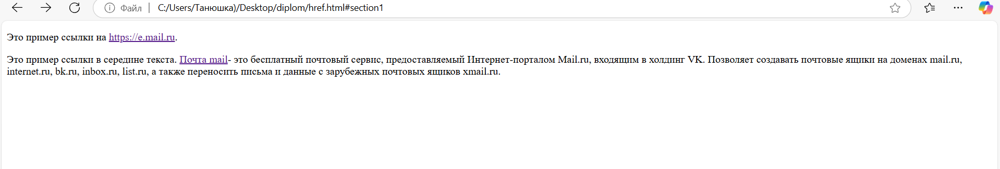 Файл | C:/Users/Танюшка)/Desktop/diplom/href.html#section1
Это пример ссылки на https://e.mail.ru.
Это пример ссылки в середине текста. Почта mail- это бесплатный почтовый сервис, предоставляемый Интернет-порталом Mail.ru, входящим в холдинг VK. Позволяет создавать почтовые ящики на доменах mail.ru,
internet.ru, bk.ru, inbox.ru, list.ru, а также переносить письма и данные с зарубежных почтовых ящиков xmail.ru.